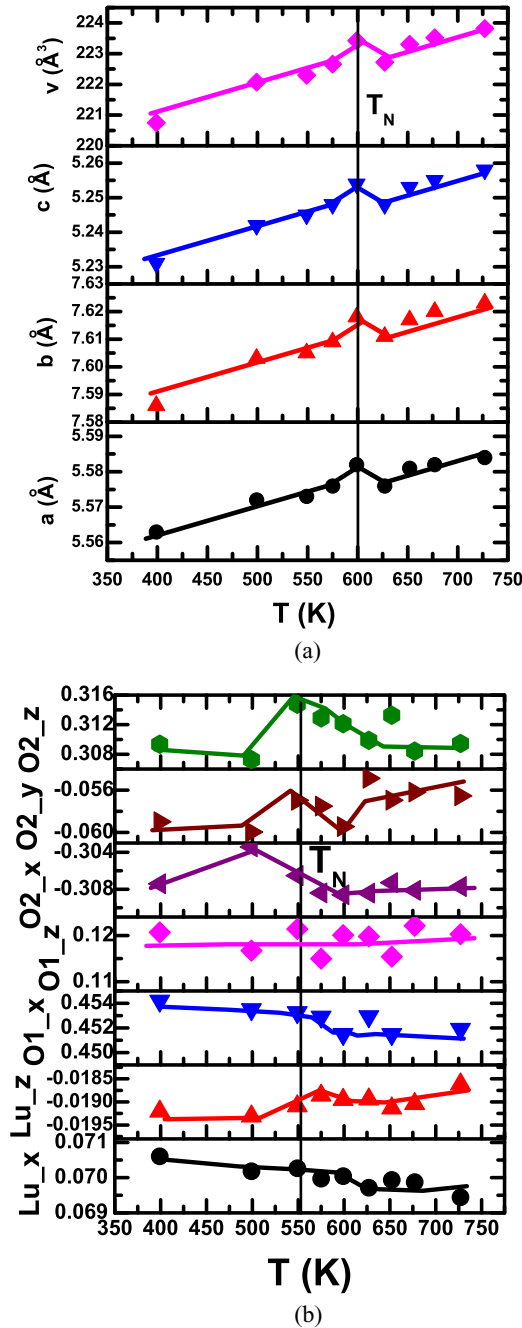 224
223
222
221
220
v (Å³)
T_N
5.26
5.25
5.24
5.23
c (Å)
7.63
7.62
7.60
7.59
7.58
b (Å)
5.59
5.58
5.57
5.56
a (Å)
350 400 450 500 550 600 650 700 750
T (K)
(a)
0.316
0.312
0.308
O2_z
-0.056
-0.060
O2_y
-0.304
-0.308
O2_x
T_N
0.12
0.11
O1_z
0.454
0.452
0.450
O1_x
-0.0185
-0.0190
-0.0195
Lu_z
0.071
0.070
0.069
Lu_x
350 400 450 500 550 600 650 700 750
T (K)
(b)